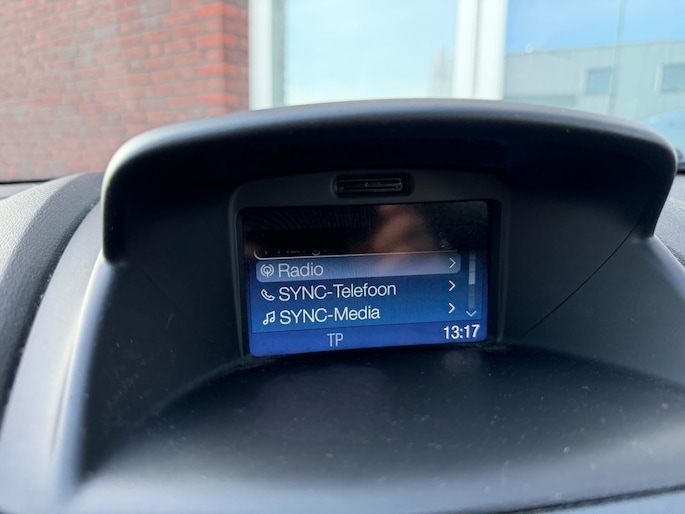 Radio
SYNC-Telefoon
SYNC-Media
TP 13:17